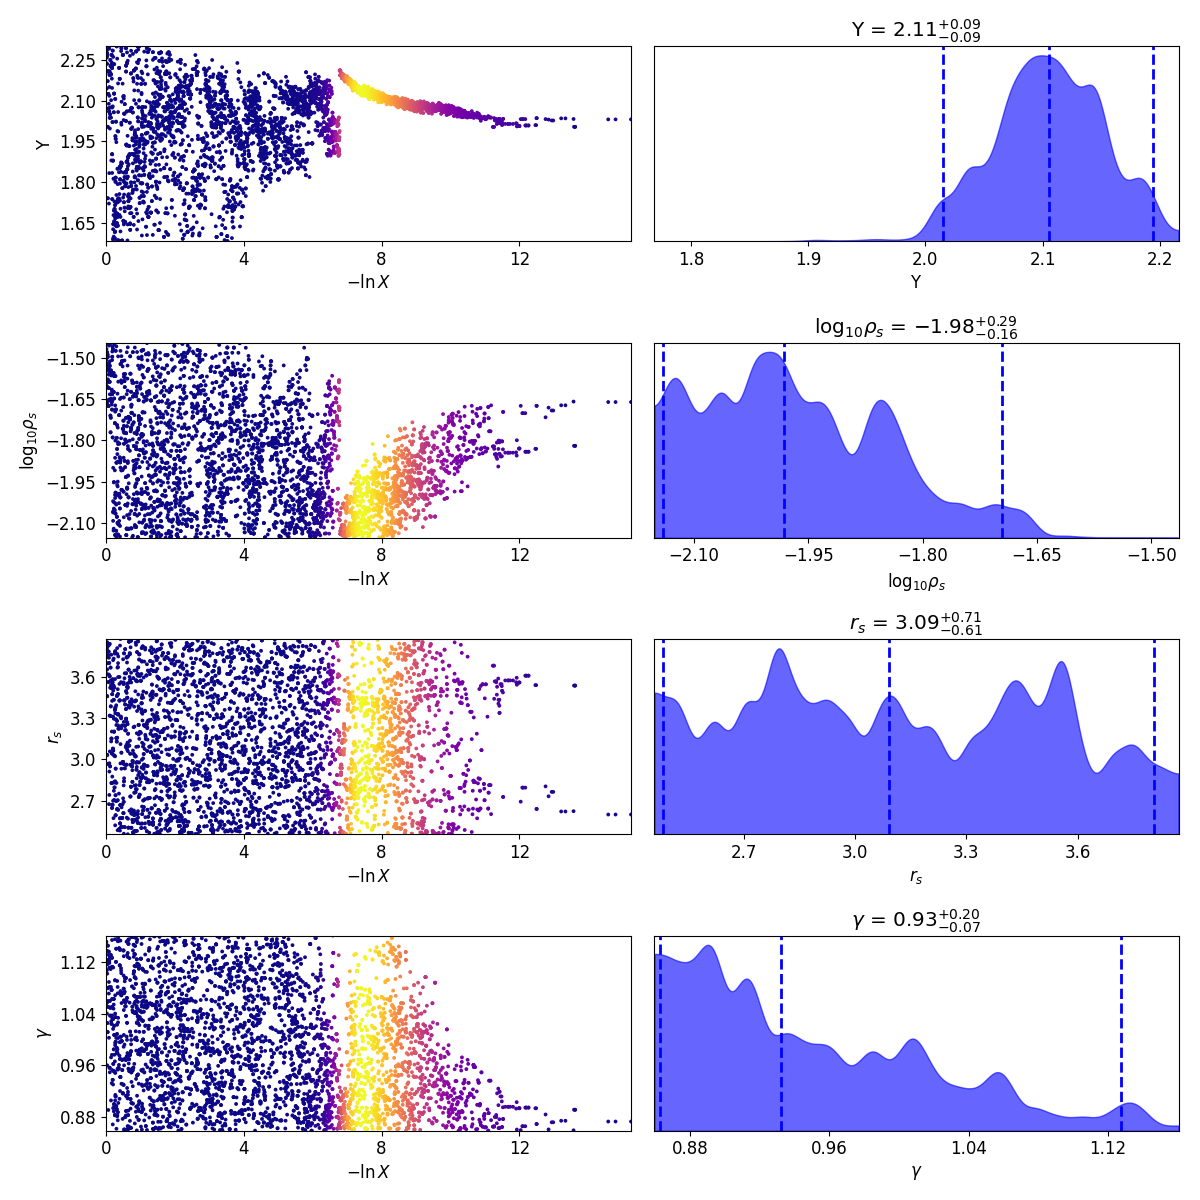 Y = 2.11+0.09−0.09
2.25
2.10
1.95
1.80
1.65
Y
0 4 8 12
−ln X
1.8 1.9 2.0 2.1 2.2
Y
log10ρs = −1.98+0.29−0.16
−1.50
−1.65
−1.80
−1.95
−2.10
log10ρs
0 4 8 12
−ln X
−2.10 −1.95 −1.80 −1.65 −1.50
log10ρs
rs = 3.09+0.71−0.61
3.6
3.3
3.0
2.7
rs
0 4 8 12
−ln X
2.7 3.0 3.3 3.6
rs
γ = 0.93+0.20−0.07
1.12
1.04
0.96
0.88
γ
0 4 8 12
−ln X
0.88 0.96 1.04 1.12
γ